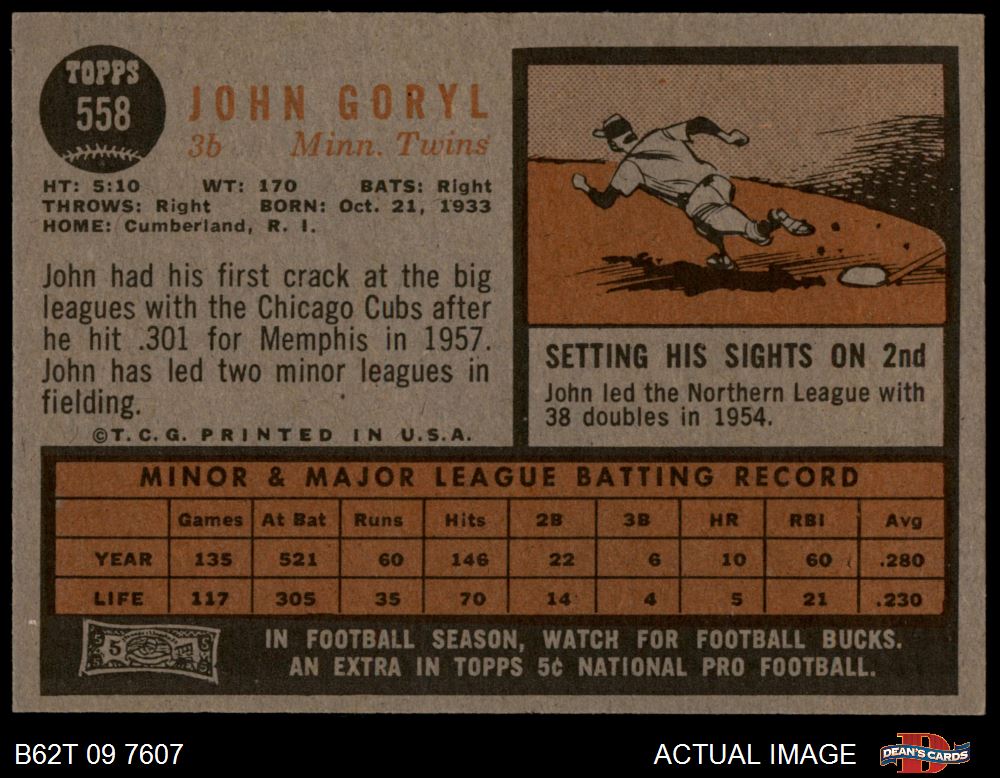 TOPPS
558
JOHN GORYL
3b Minn. Twins
HT: 5:10 WT: 170 BATS: Right
THROWS: Right BORN: Oct. 21, 1933
HOME: Cumberland, R. I.
John had his first crack at the big
leagues with the Chicago Cubs after
he hit .301 for Memphis in 1957.
John has led two minor leagues in
fielding.
©T. C. G. PRINTED IN U.S.A.
SETTING HIS SIGHTS ON 2nd
John led the Northern League with
38 doubles in 1954.
MINOR & MAJOR LEAGUE BATTING RECORD
Games At Bat Runs Hits 2B 3B HR RBI Avg
YEAR 135 521 60 146 22 6 10 60 .280
LIFE 117 305 35 70 14 4 5 21 .230
5
IN FOOTBALL SEASON, WATCH FOR FOOTBALL BUCKS.
AN EXTRA IN TOPPS 5¢ NATIONAL PRO FOOTBALL.
B62T 09 7607 ACTUAL IMAGE DEAN'S CARDS